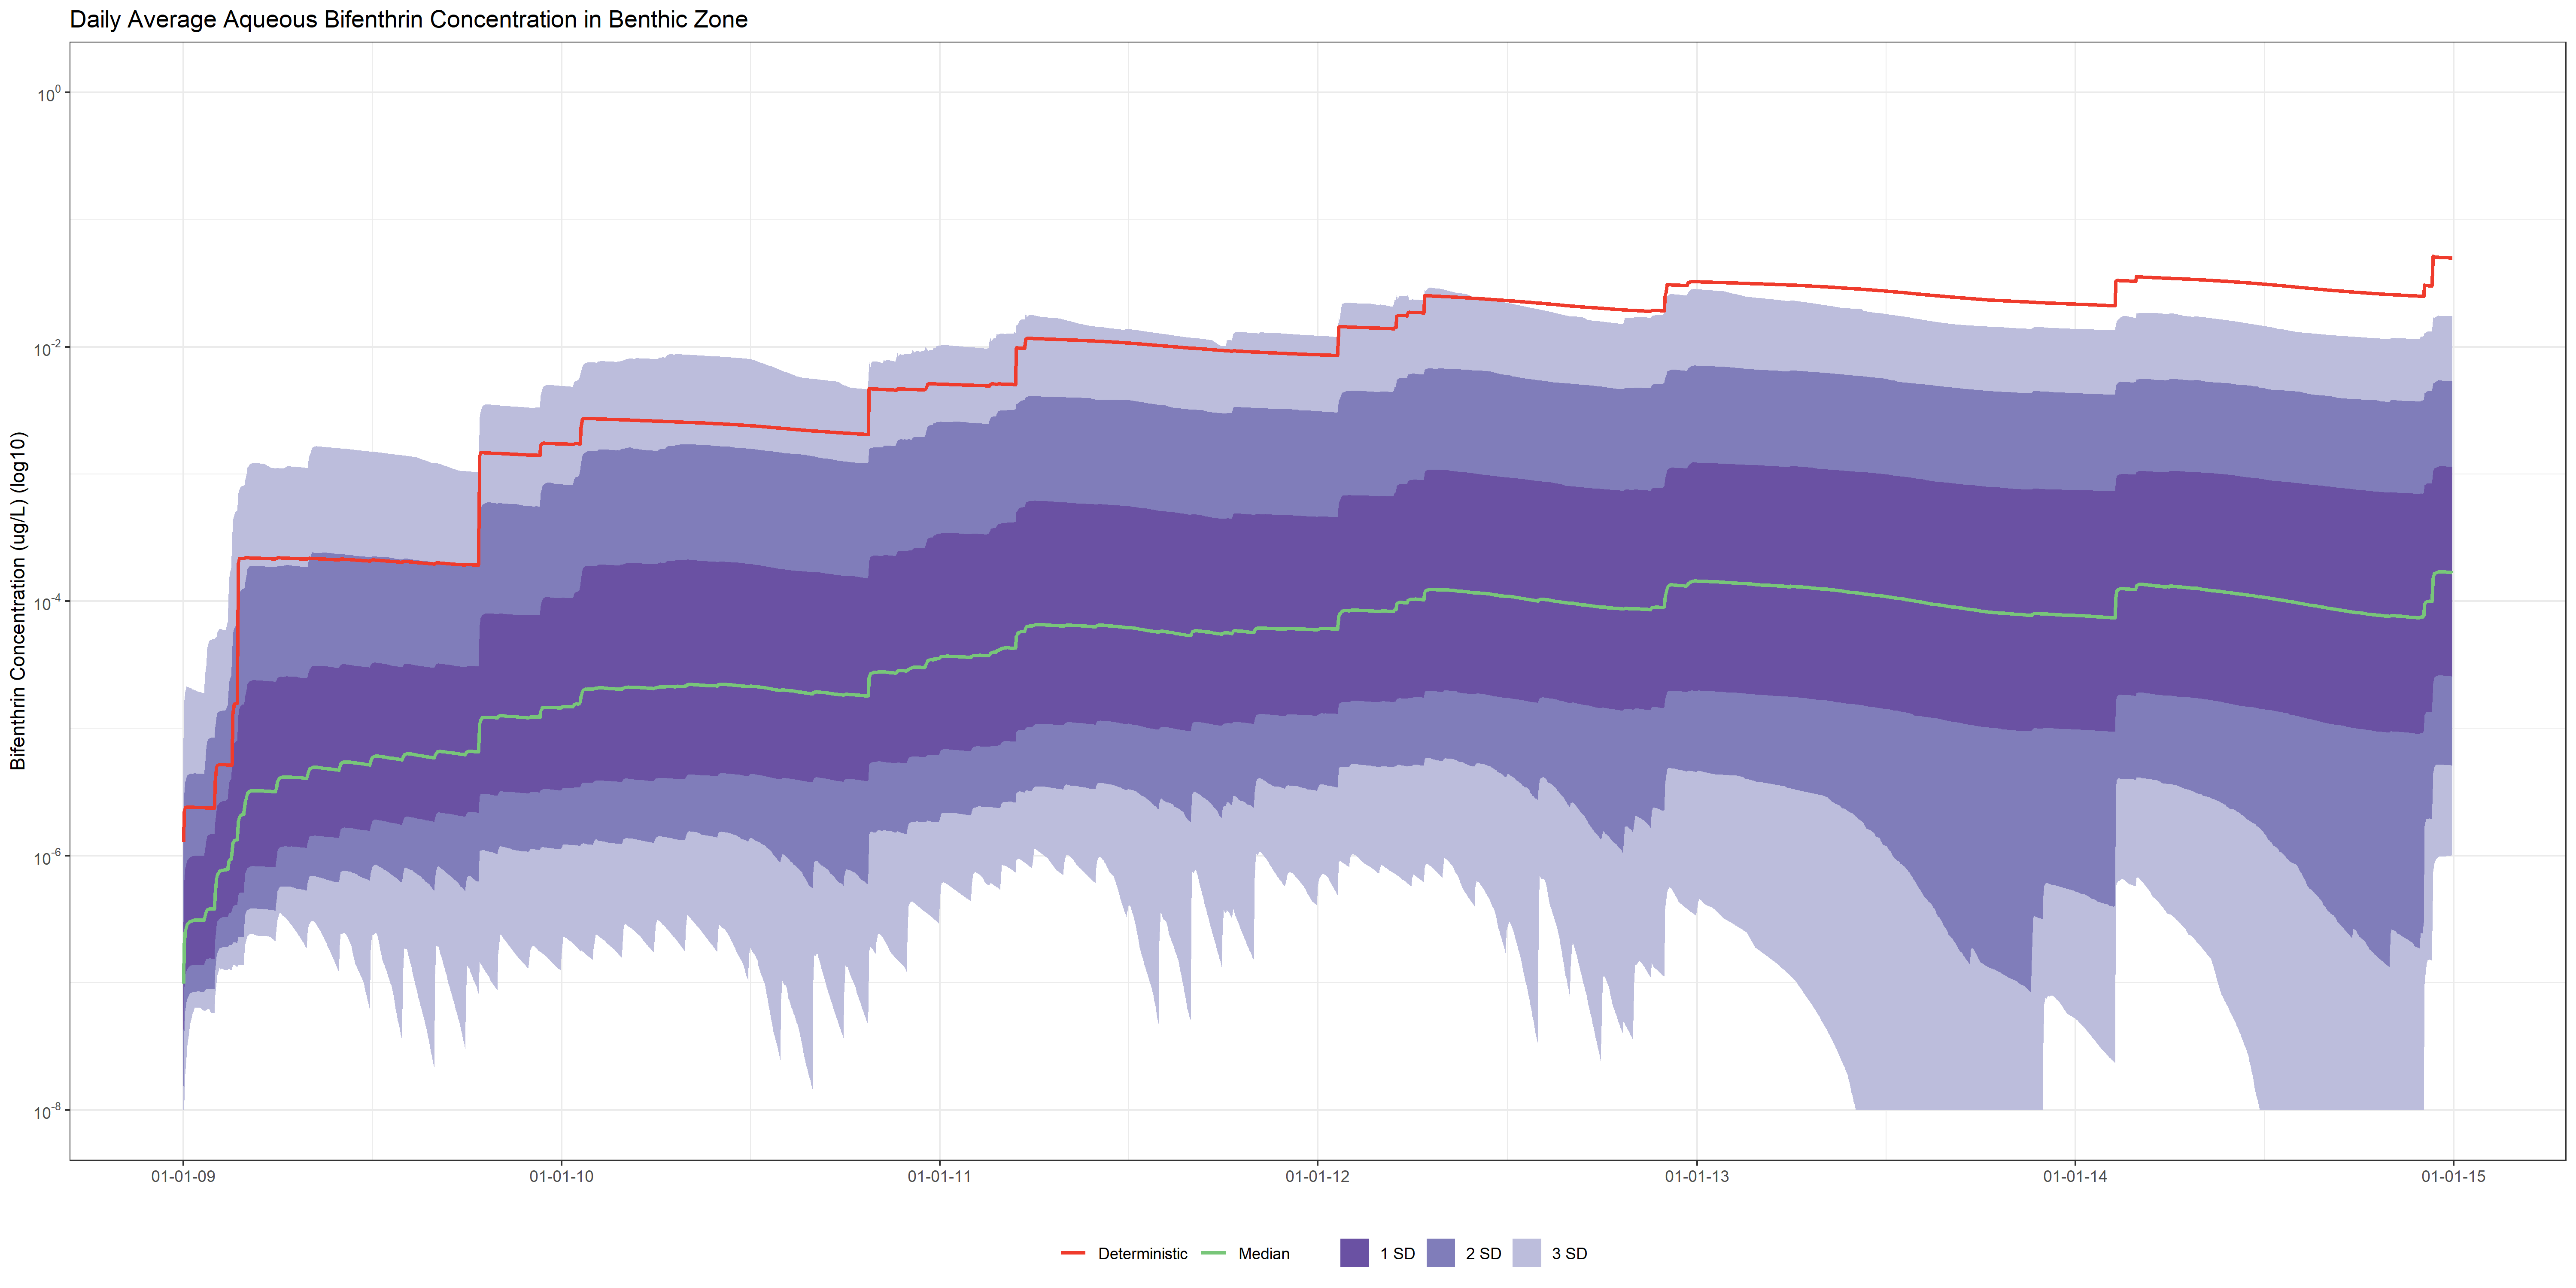 Daily Average Aqueous Bifenthrin Concentration in Benthic Zone
Bifenthrin Concentration (ug/L) (log10)
10^0
10^-2
10^-4
10^-6
10^-8
01-01-09 01-01-10 01-01-11 01-01-12 01-01-13 01-01-14 01-01-15
Deterministic Median 1 SD 2 SD 3 SD